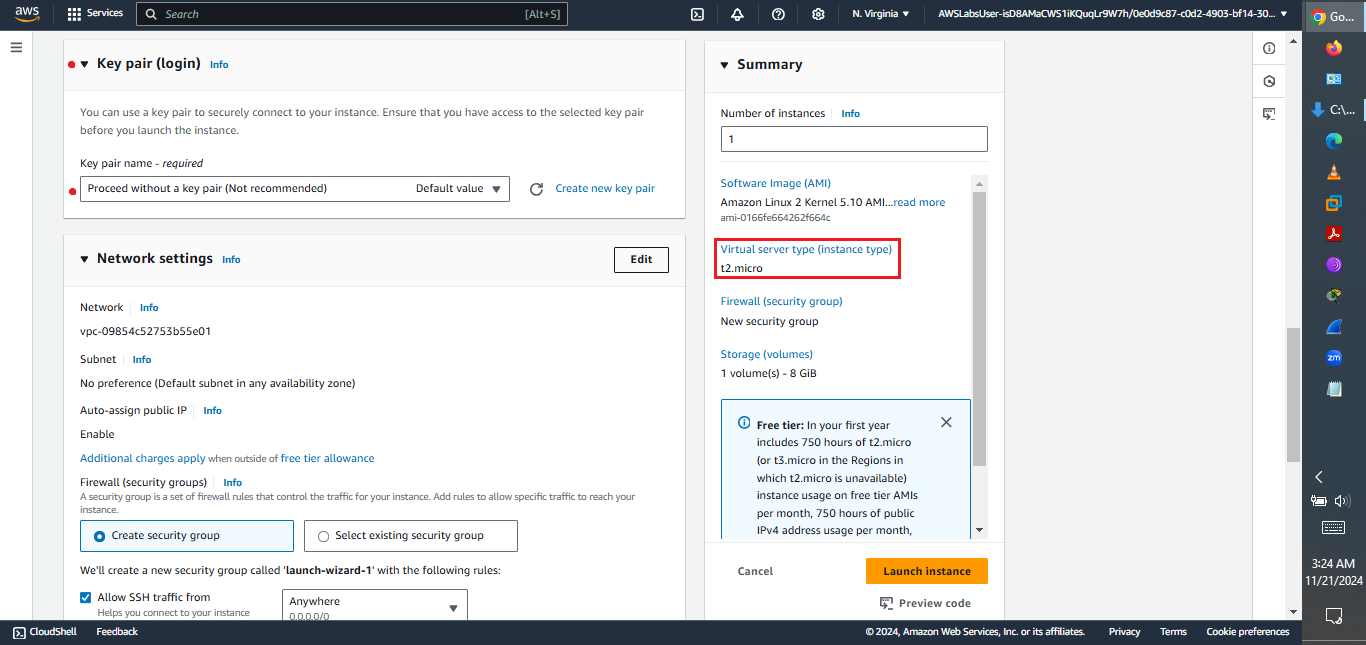 aws
Services
Search
[Alt+S]
N. Virginia
AWSLabsUser-isD8AMaCWS1iKQuqLr9W7h/0e0d9c87-c0d2-4903-bf14-30...
Go...
Key pair (login) Info
You can use a key pair to securely connect to your instance. Ensure that you have access to the selected key pair
before you launch the instance.
Key pair name - required
Proceed without a key pair (Not recommended)
Default value
Create new key pair
Network settings Info
Edit
Network Info
vpc-09854c52753b55e01
Subnet Info
No preference (Default subnet in any availability zone)
Auto-assign public IP Info
Enable
Additional charges apply when outside of free tier allowance
Firewall (security groups) Info
A security group is a set of firewall rules that control the traffic for your instance. Add rules to allow specific traffic to reach your
instance.
Create security group
Select existing security group
We'll create a new security group called 'launch-wizard-1' with the following rules:
Allow SSH traffic from
Helps you connect to your instance
Anywhere
0.0.0.0/0
Summary
Number of instances Info
1
Software Image (AMI)
Amazon Linux 2 Kernel 5.10 AMI...read more
ami-0166fe664262f664c
Virtual server type (instance type)
t2.micro
Firewall (security group)
New security group
Storage (volumes)
1 volume(s) - 8 GiB
Free tier: In your first year
includes 750 hours of t2.micro
(or t3.micro in the Regions in
which t2.micro is unavailable)
instance usage on free tier AMIs
per month, 750 hours of public
IPv4 address usage per month,
Cancel
Launch instance
Preview code
C:\...
zm
3:24 AM
11/21/2024
CloudShell
Feedback
© 2024, Amazon Web Services, Inc. or its affiliates.
Privacy
Terms
Cookie preferences